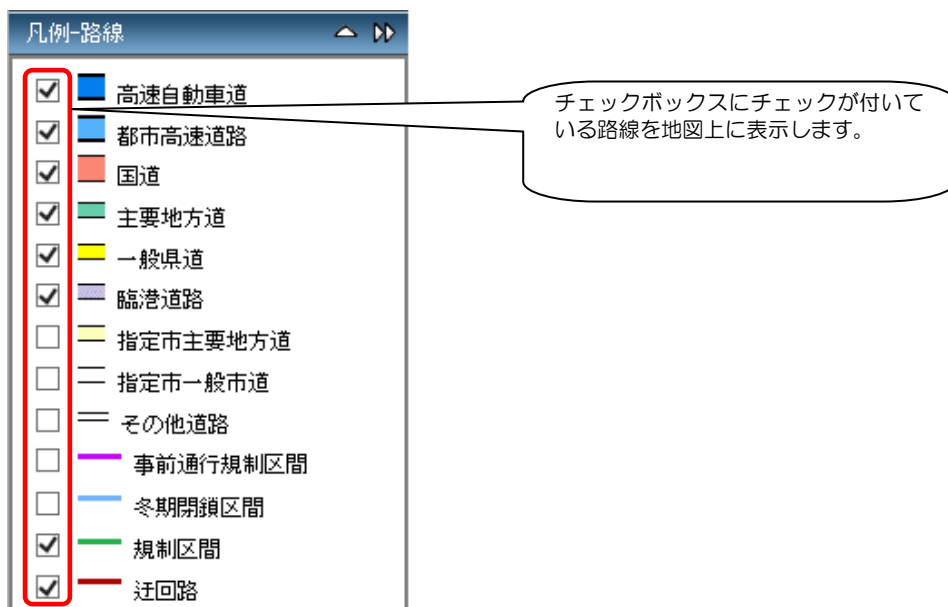 凡例-路線
高速自動車道
都市高速道路
国道
主要地方道
一般県道
臨港道路
指定市主要地方道
指定市一般市道
その他道路
事前通行規制区間
冬期閉鎖区間
規制区間
迂回路
チェックボックスにチェックが付いて
いる路線を地図上に表示します。